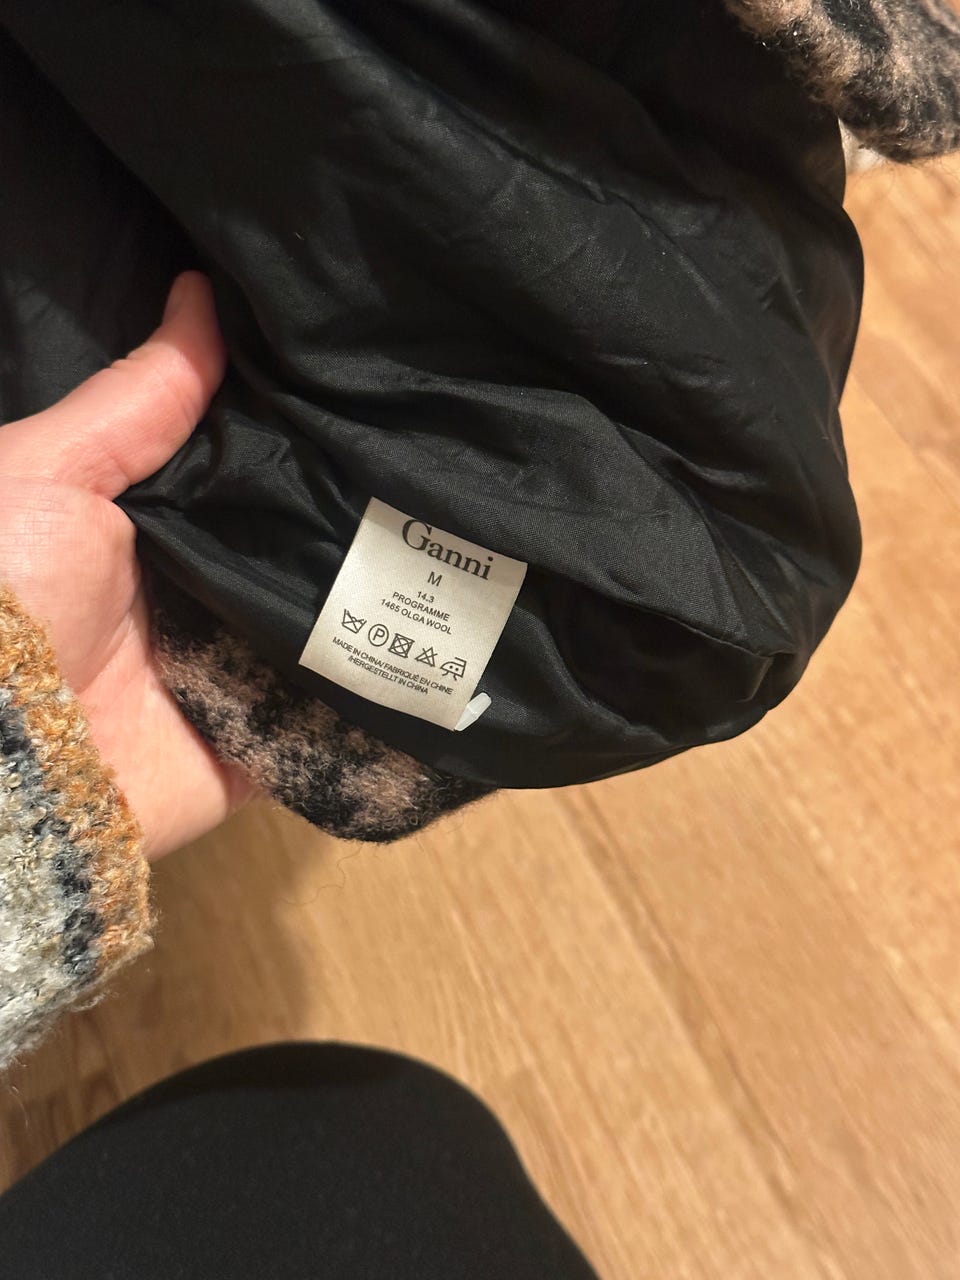 Ganni
M
14.3
PROGRAMME
1465 OLGA WOOL
P
MADE IN CHINA/ FABRIQUÉ EN CHINE
/HERGESTELLT IN CHINA